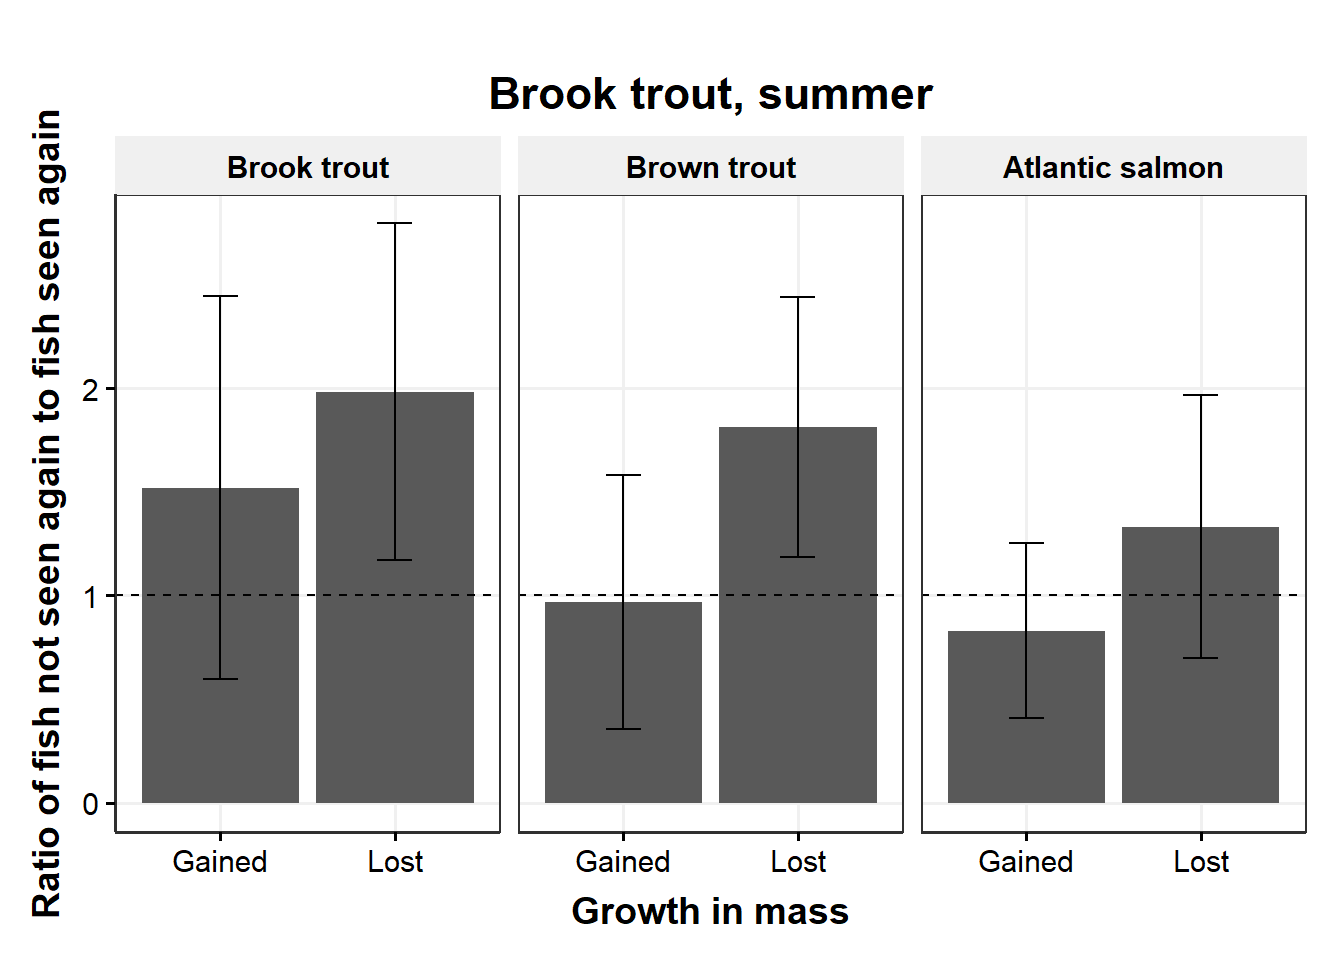 Brook trout, summer
Brook trout
Brown trout
Atlantic salmon
Ratio of fish not seen again to fish seen again
2
1
0
Gained
Lost
Gained
Lost
Gained
Lost
Growth in mass